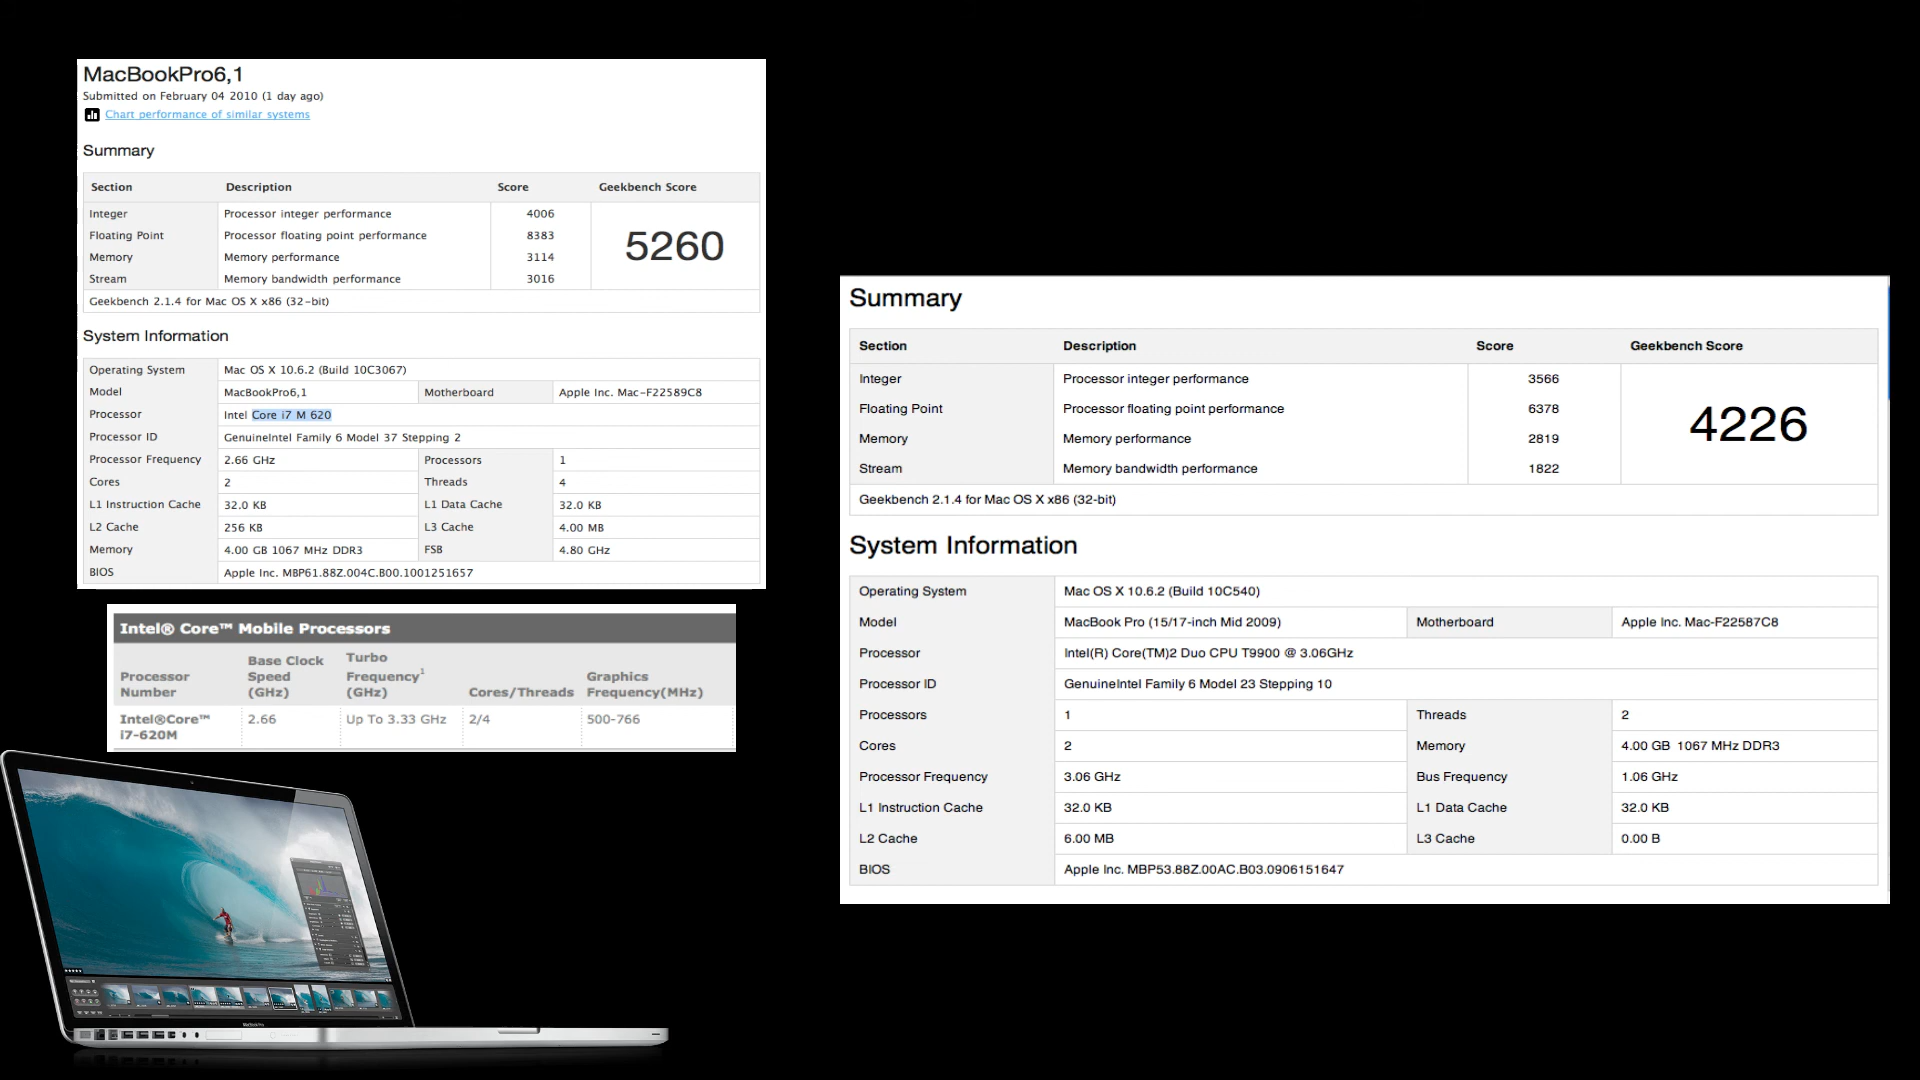 MacBookPro6,1
Submitted on February 04 2010 (1 day ago)
Chart performance of similar systems
Summary
Section Description Score Geekbench Score
Integer Processor integer performance 4006
Floating Point Processor floating point performance 8383
5260
Memory Memory performance 3114
Stream Memory bandwidth performance 3016
Geekbench 2.1.4 for Mac OS X x86 (32-bit)
System Information
Operating System Mac OS X 10.6.2 (Build 10C3067)
Model MacBookPro6,1 Motherboard Apple Inc. Mac-F22589C8
Processor Intel Core i7 M 620
Processor ID GenuineIntel Family 6 Model 37 Stepping 2
Processor Frequency 2.66 GHz Processors 1
Cores 2 Threads 4
L1 Instruction Cache 32.0 KB L1 Data Cache 32.0 KB
L2 Cache 256 KB L3 Cache 4.00 MB
Memory 4.00 GB 1067 MHz DDR3 FSB 4.80 GHz
BIOS Apple Inc. MBP61.88Z.004C.B00.1001251657
Intel® Core™ Mobile Processors
Processor Number Base Clock Speed (GHz) Turbo Frequency1 (GHz) Cores/Threads Graphics Frequency(MHz)
Intel®Core™ i7-620M 2.66 Up To 3.33 GHz 2/4 500-766
MacBook Pro
Summary
Section Description Score Geekbench Score
Integer Processor integer performance 3566
Floating Point Processor floating point performance 6378
4226
Memory Memory performance 2819
Stream Memory bandwidth performance 1822
Geekbench 2.1.4 for Mac OS X x86 (32-bit)
System Information
Operating System Mac OS X 10.6.2 (Build 10C540)
Model MacBook Pro (15/17-inch Mid 2009) Motherboard Apple Inc. Mac-F22587C8
Processor Intel(R) Core(TM)2 Duo CPU T9900 @ 3.06GHz
Processor ID GenuineIntel Family 6 Model 23 Stepping 10
Processors 1 Threads 2
Cores 2 Memory 4.00 GB 1067 MHz DDR3
Processor Frequency 3.06 GHz Bus Frequency 1.06 GHz
L1 Instruction Cache 32.0 KB L1 Data Cache 32.0 KB
L2 Cache 6.00 MB L3 Cache 0.00 B
BIOS Apple Inc. MBP53.88Z.00AC.B03.0906151647